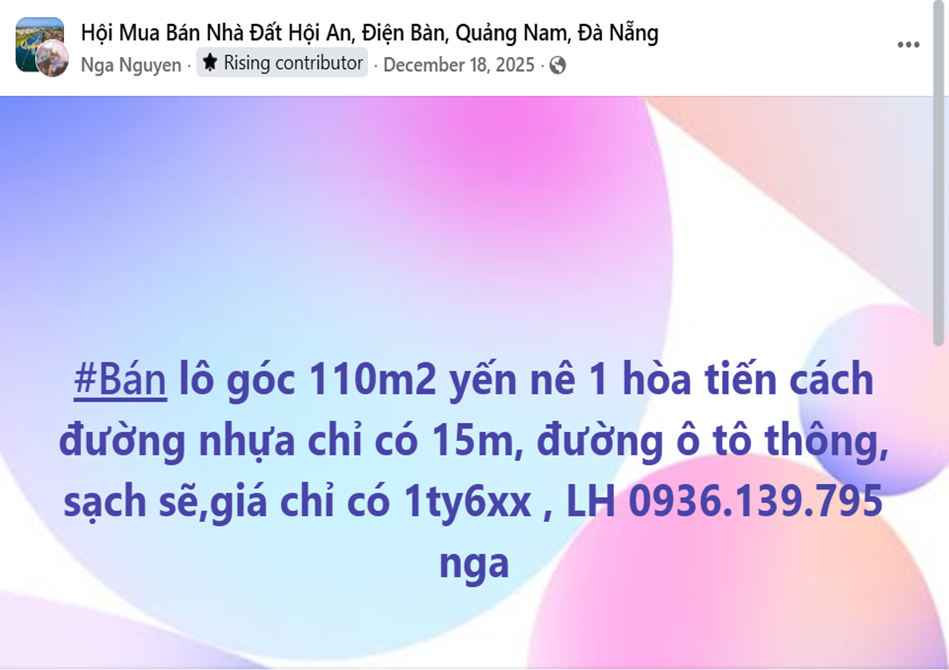 Hội Mua Bán Nhà Đất Hội An, Điện Bàn, Quảng Nam, Đà Nẵng
Nga Nguyen · Rising contributor · December 18, 2025 ·
#Bán lô góc 110m2 yến nê 1 hòa tiến cách
đường nhựa chỉ có 15m, đường ô tô thông,
sạch sẽ,giá chỉ có 1ty6xx , LH 0936.139.795
nga